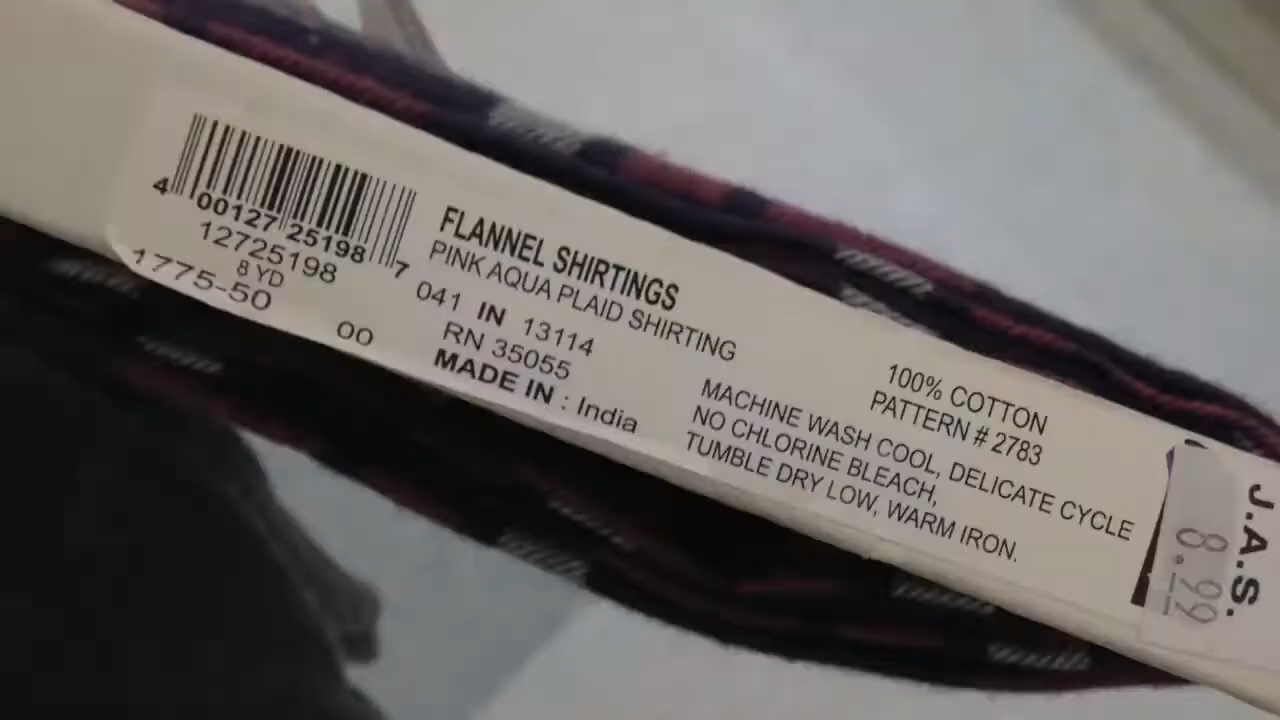 4 00127 25198 7
12725198
8 YD
1775-50
00
FLANNEL SHIRTINGS
PINK AQUA PLAID SHIRTING
041 IN 13114
RN 35055
MADE IN : India
100% COTTON
PATTERN # 2783
MACHINE WASH COOL, DELICATE CYCLE
NO CHLORINE BLEACH,
TUMBLE DRY LOW, WARM IRON.
J.A.S.
8.99